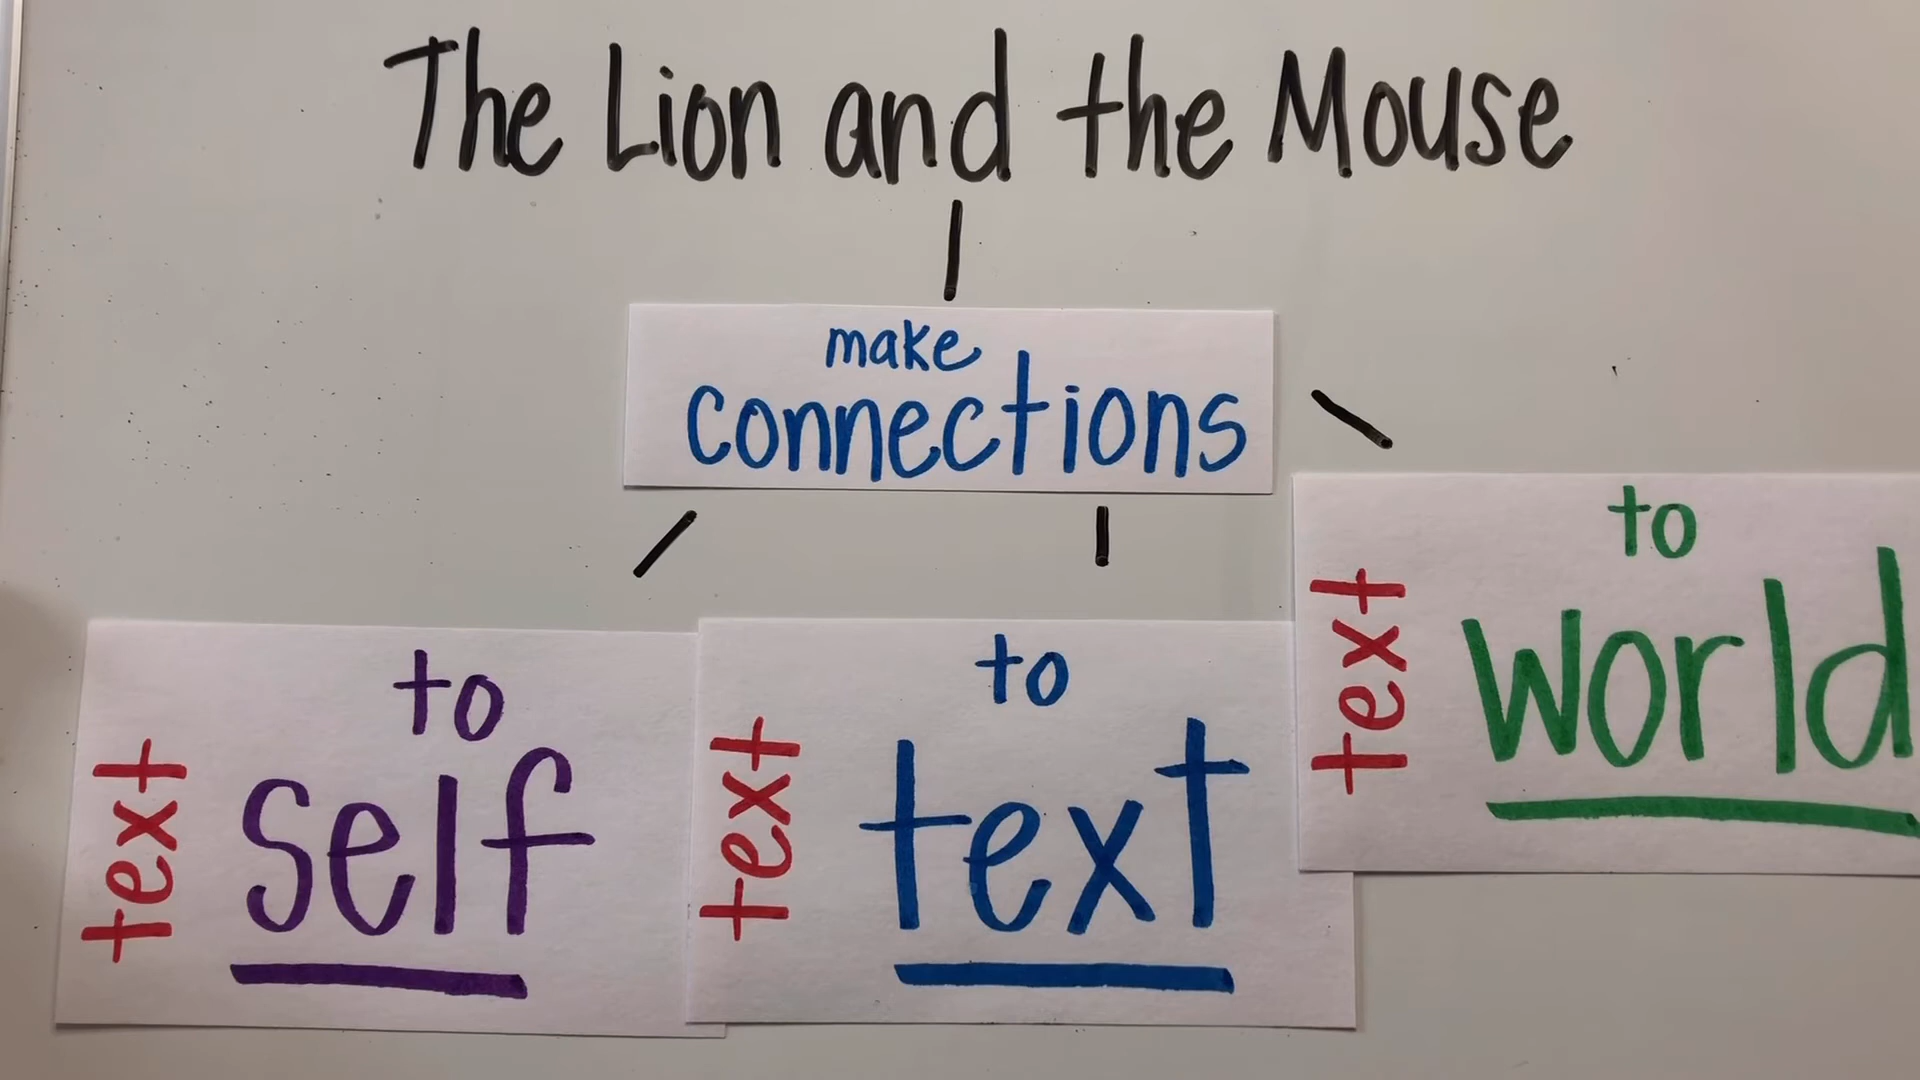 The Lion and the Mouse
make
connections
text
to
self
text
to
text
text
to
world